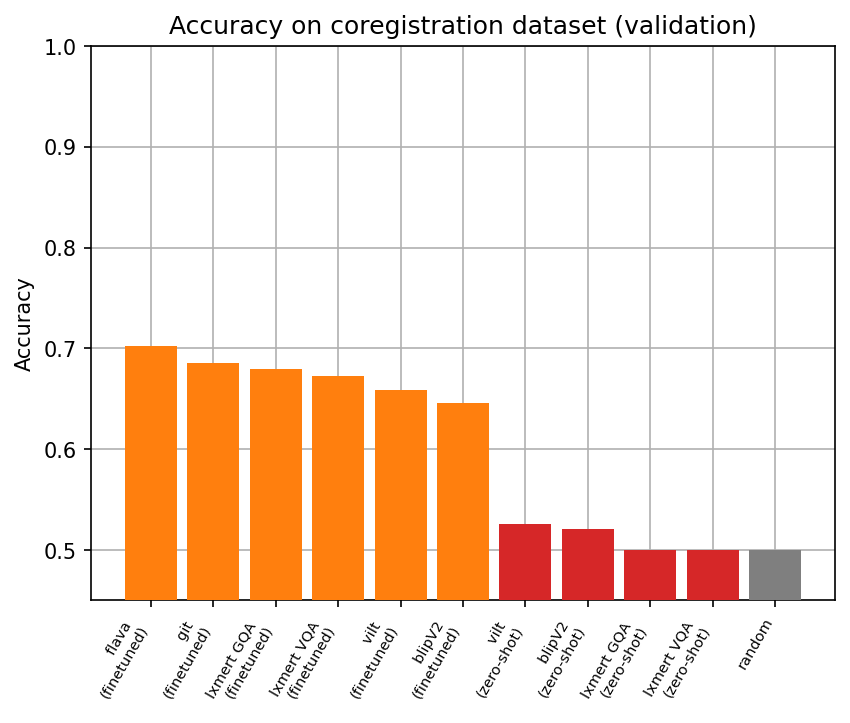 Accuracy on coregistration dataset (validation)
1.0
0.9
0.8
0.7
0.6
0.5
Accuracy
flava
(finetuned)
git
(finetuned)
lxmert GQA
(finetuned)
lxmert VQA
(finetuned)
vilt
(finetuned)
blipV2
(finetuned)
vilt
(zero-shot)
blipV2
(zero-shot)
lxmert GQA
(zero-shot)
lxmert VQA
(zero-shot)
random